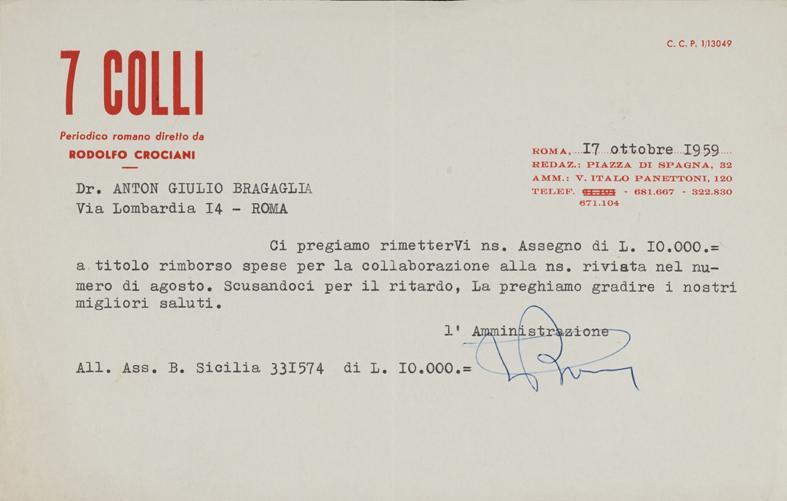 C. C. P. 1/13049
7 COLLI
Periodico romano diretto da
RODOLFO CROCIANI
ROMA, 17 ottobre 1959
REDAZ.: PIAZZA DI SPAGNA, 32
AMM.: V. ITALO PANETTONI, 120
TELEF. - 681.667 - 322.830
671.104
Dr. ANTON GIULIO BRAGAGLIA
Via Lombardia I4 - ROMA
Ci pregiamo rimetterVi ns. Assegno di L. IO.000.=
a titolo rimborso spese per la collaborazione alla ns. rivista nel nu-
mero di agosto. Scusandoci per il ritardo, La preghiamo gradire i nostri
migliori saluti.
l' Amministrazione
All. Ass. B. Sicilia 33I574 di L. IO.000.=